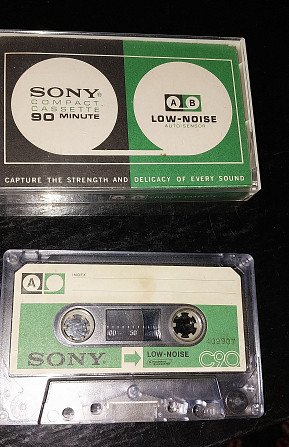 SONY®
COMPACT
CASSETTE
90 MINUTE
A B
LOW-NOISE
AUTO-SENSOR
CAPTURE THE STRENGTH AND DELICACY OF EVERY SOUND
A
INDEX
100 50
SONY
LOW-NOISE
C90